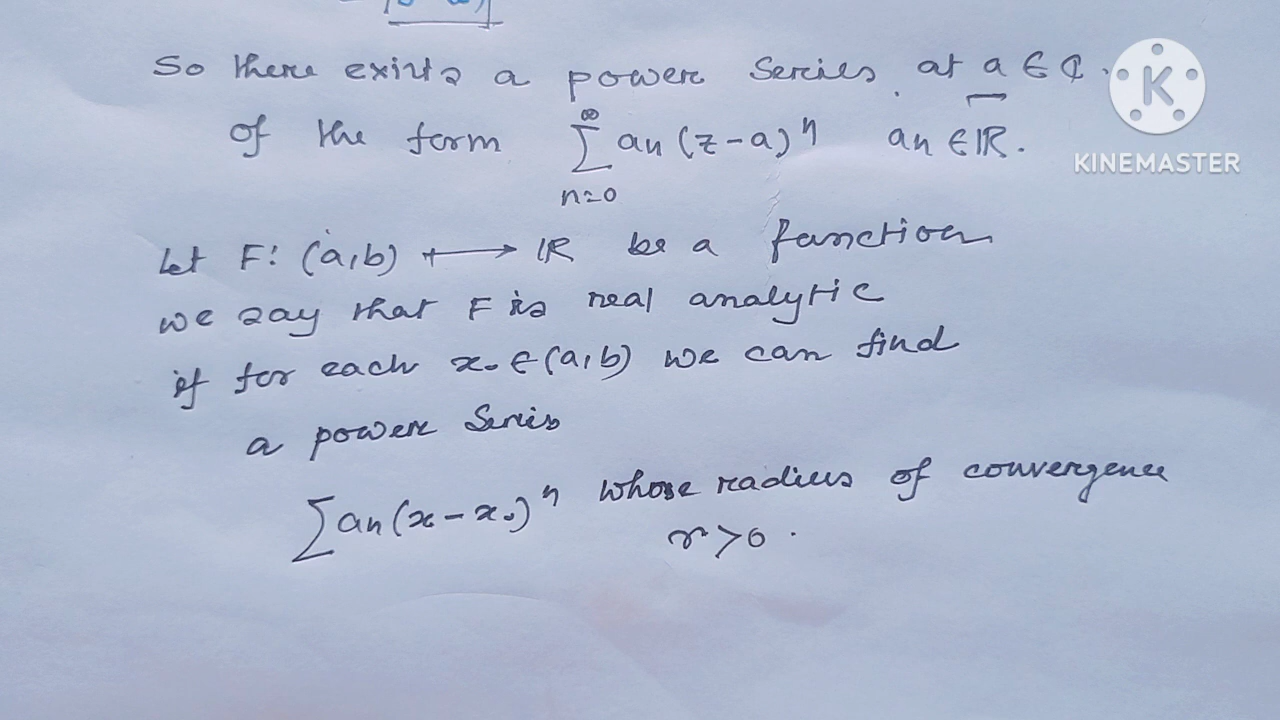 So there exists a power series at a ∈ ℂ.
of the form ∑_{n=0}^{∞} an (z-a)^n an ∈ ℝ.
Let F: (a,b) ⟼ ℝ be a function
we say that F is real analytic
if for each x₀ ∈ (a,b) we can find
a power Series
∑ an (x - x₀)^n whose radius of convergence
r > 0.
K
KINEMASTER